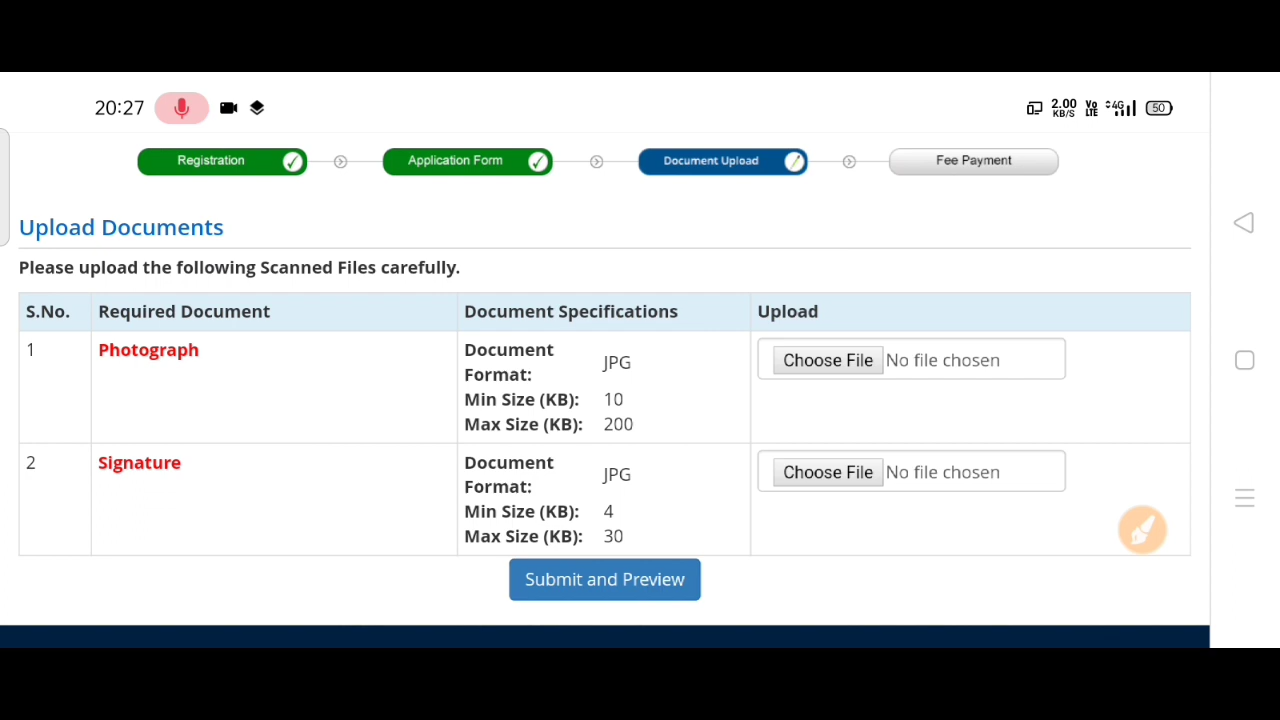 20:27 2.00 KB/S Vo LTE 4G 50
Registration Application Form Document Upload Fee Payment
Upload Documents
Please upload the following Scanned Files carefully.
S.No. Required Document Document Specifications Upload
1 Photograph Document Format: JPG Choose File No file chosen
Min Size (KB): 10
Max Size (KB): 200
2 Signature Document Format: JPG Choose File No file chosen
Min Size (KB): 4
Max Size (KB): 30
Submit and Preview